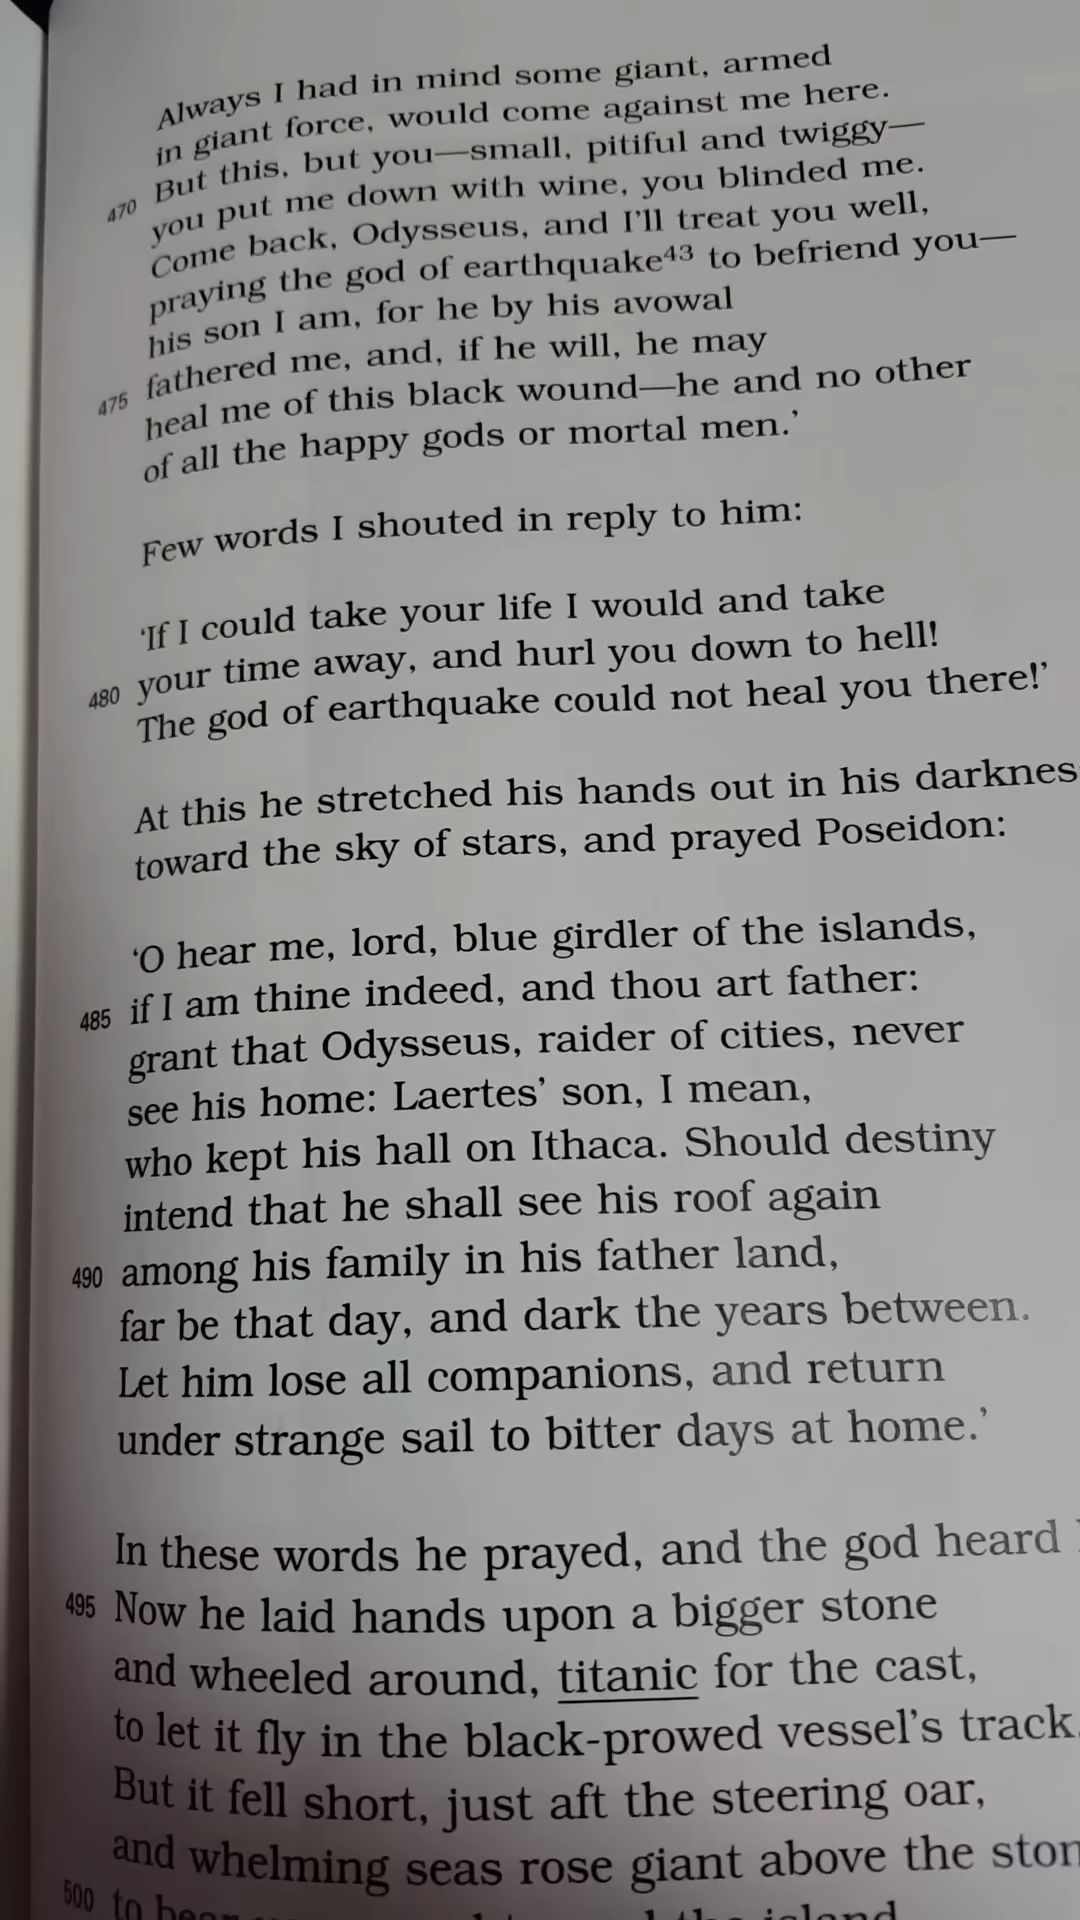 Always I had in mind some giant, armed
in giant force, would come against me here.
But this, but you—small, pitiful and twiggy—
470 you put me down with wine, you blinded me.
Come back, Odysseus, and I'll treat you well,
praying the god of earthquake43 to befriend you—
his son I am, for he by his avowal
fathered me, and, if he will, he may
475 heal me of this black wound—he and no other
of all the happy gods or mortal men.’
Few words I shouted in reply to him:
‘If I could take your life I would and take
your time away, and hurl you down to hell!
480 The god of earthquake could not heal you there!’
At this he stretched his hands out in his darknes
toward the sky of stars, and prayed Poseidon:
‘O hear me, lord, blue girdler of the islands,
485 if I am thine indeed, and thou art father:
grant that Odysseus, raider of cities, never
see his home: Laertes’ son, I mean,
who kept his hall on Ithaca. Should destiny
intend that he shall see his roof again
490 among his family in his father land,
far be that day, and dark the years between.
Let him lose all companions, and return
under strange sail to bitter days at home.’
In these words he prayed, and the god heard
495 Now he laid hands upon a bigger stone
and wheeled around, titanic for the cast,
to let it fly in the black-prowed vessel’s track.
But it fell short, just aft the steering oar,
and whelming seas rose giant above the ston
500 to island